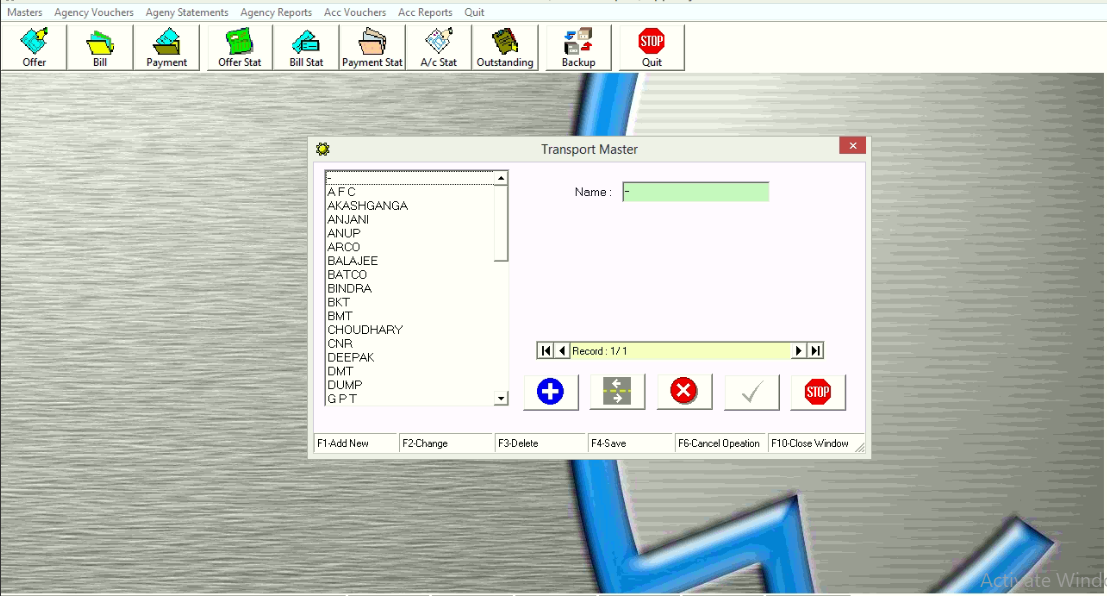 Masters Agency Vouchers Ageny Statements Agency Reports Acc Vouchers Acc Reports Quit
Offer Bill Payment Offer Stat Bill Stat Payment Stat A/c Stat Outstanding Backup STOP Quit
Transport Master
-
A F C
AKASHGANGA
ANJANI
ANUP
ARCO
BALAJEE
BATCO
BINDRA
BKT
BMT
CHOUDHARY
CNR
DEEPAK
DMT
DUMP
G P T
Name : -
Record : 1/ 1
STOP
F1-Add New F2-Change F3-Delete F4-Save F6-Cancel Opeation F10-Close Window
Activate